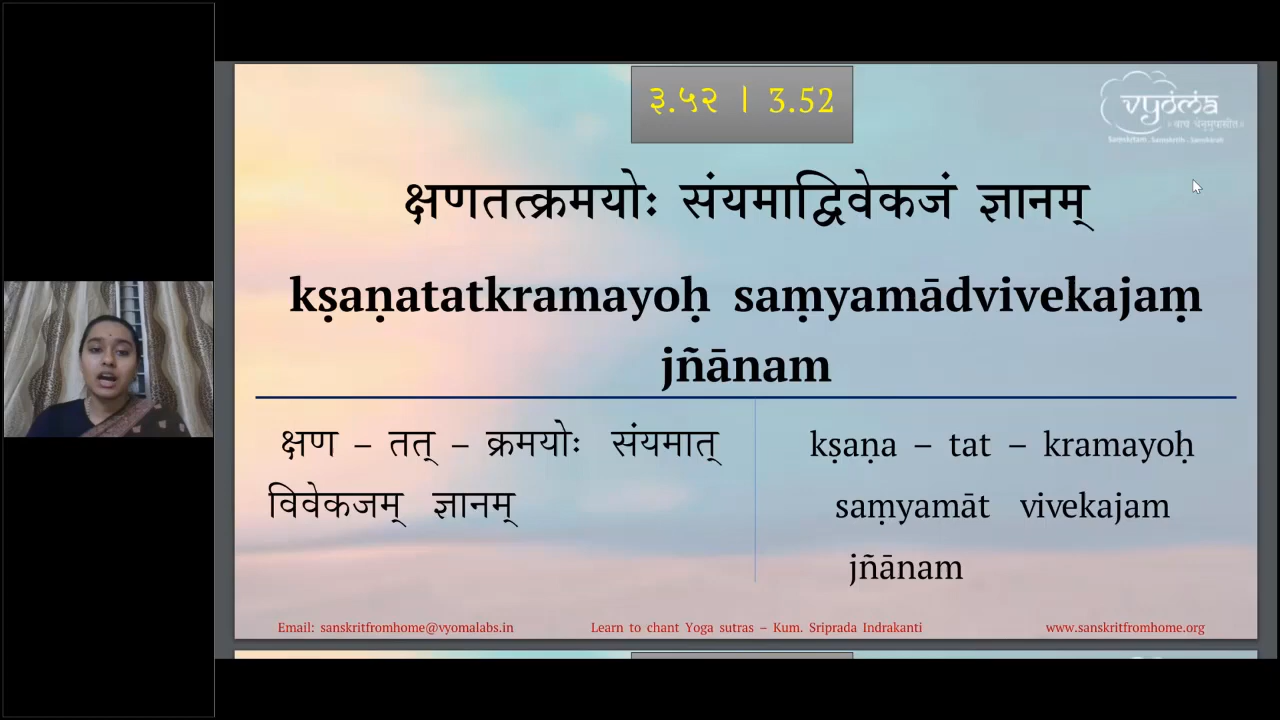 ३.५२ । 3.52
vyoma
क्षणतत्क्रमयोः संयमाद्विवेकजं ज्ञानम्
kṣaṇatatkramayoḥ saṃyamādvivekajaṃ
jñānam
क्षण – तत् – क्रमयोः संयमात्
विवेकजम् ज्ञानम्
kṣaṇa – tat – kramayoḥ
saṃyamāt vivekajam
jñānam
Email: sanskritfromhome@vyomalabs.in Learn to chant Yoga sutras – Kum. Sriprada Indrakanti www.sanskritfromhome.org